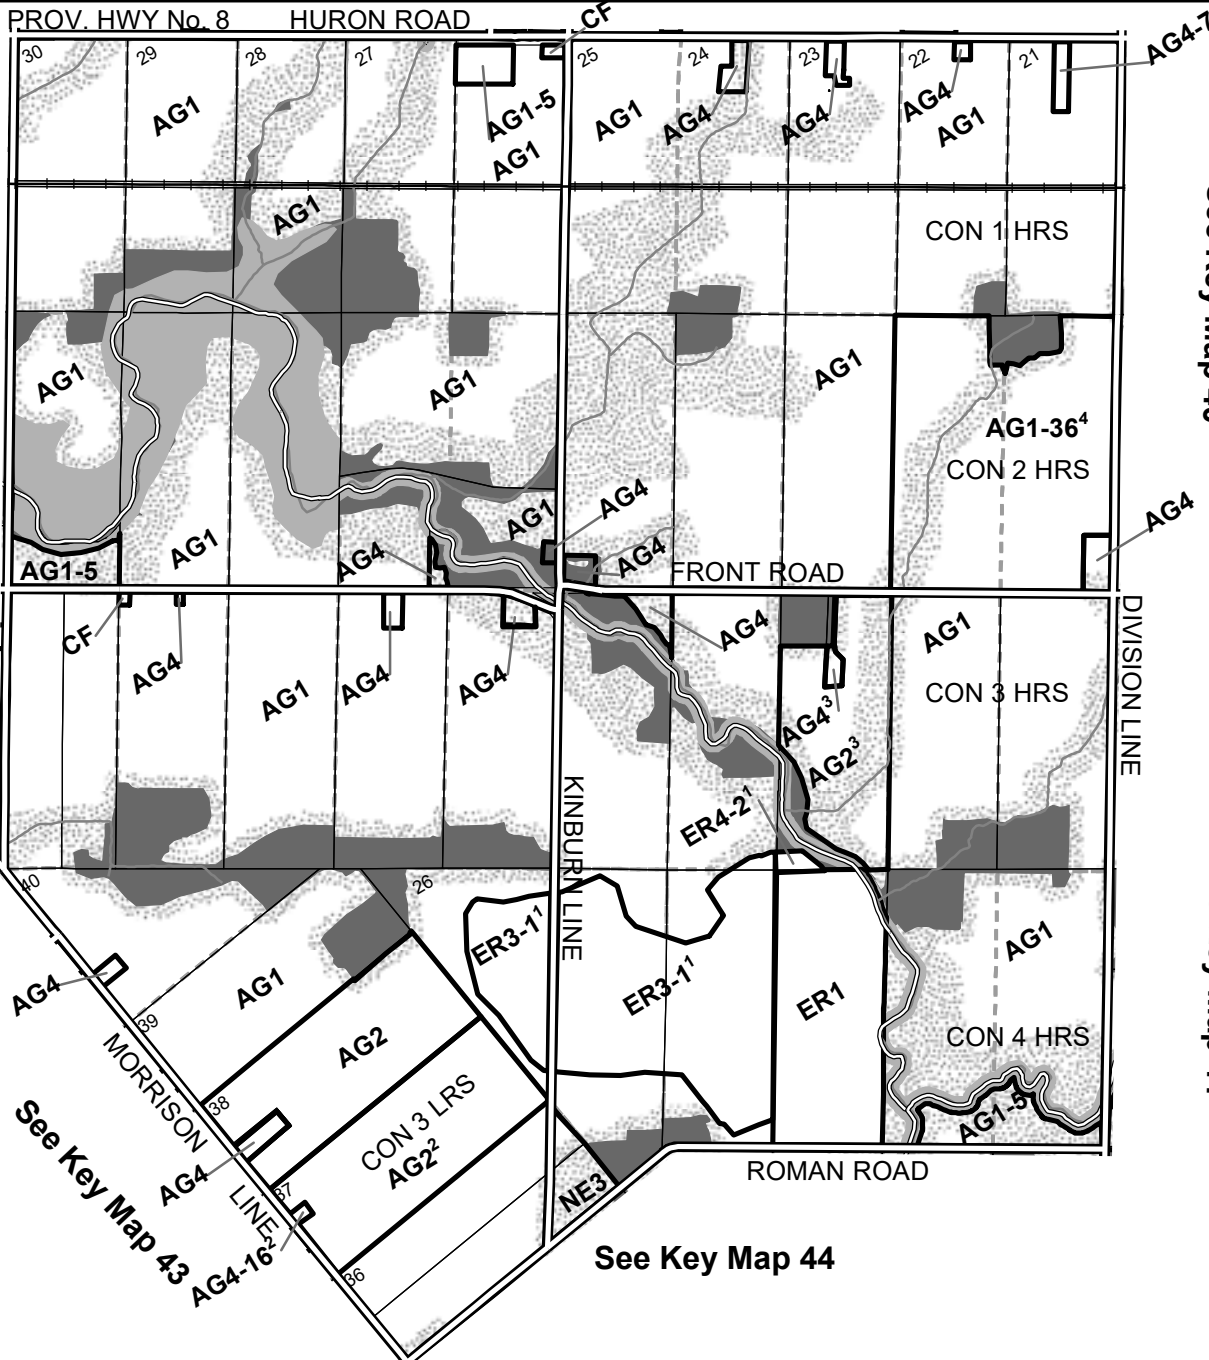 PROV. HWY No. 8 HURON ROAD
CF
AG4-7
30 29 28 27 25 24 23 22 21
AG1
AG1-5
AG1
AG1
AG4
AG4
AG4
AG1
AG1
CON 1 HRS
AG1
AG1
AG1
AG1-36⁴
CON 2 HRS
AG4
AG1
AG4
AG1
AG4
AG4
AG1-5
FRONT ROAD
CF
AG4
AG1
AG4
AG4
AG4
AG1
DIVISION LINE
CON 3 HRS
AG4³
AG2³
ER4-2¹
KINBURN LINE
40
26
ER3-1¹
ER3-1¹
ER1
AG1
AG4
AG1
39
AG2
CON 4 HRS
MORRISON LINE
38
CON 3 LRS
AG2²
AG1-5
AG4
37
NE3
ROMAN ROAD
See Key Map 43
AG4-16²
36
See Key Map 44